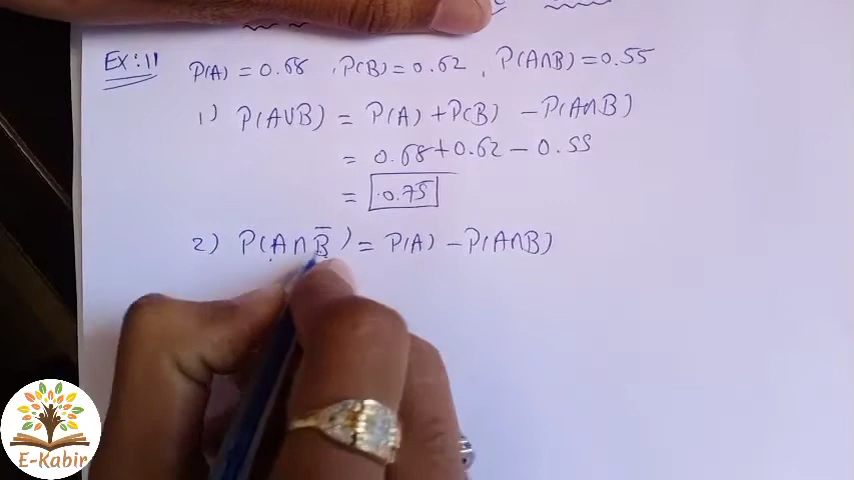 Ex:11 P(A) = 0.68 , P(B) = 0.62 , P(A∩B) = 0.55
1) P(A∪B) = P(A) + P(B) - P(A∩B)
= 0.68 + 0.62 - 0.55
= 0.75
2) P(A∩B̅) = P(A) - P(A∩B)
E-Kabir